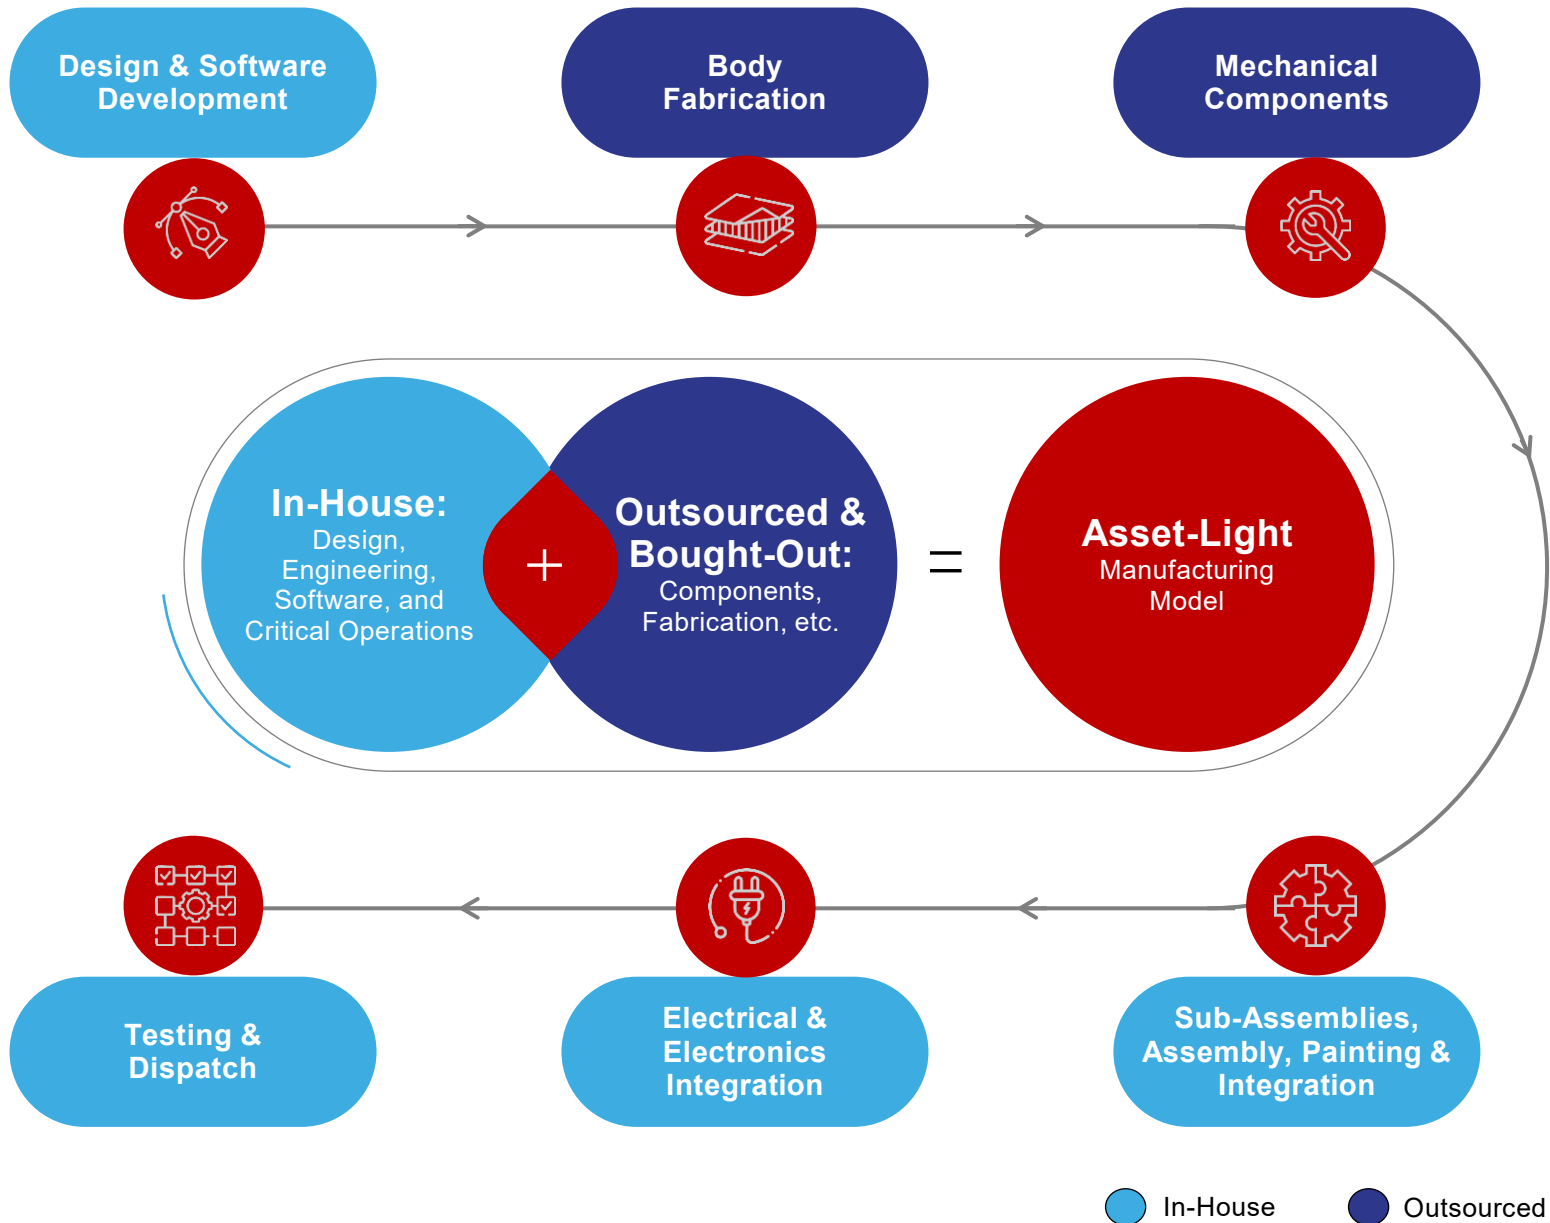 Design & Software
Development
Body
Fabrication
Mechanical
Components
In-House:
Design,
Engineering,
Software, and
Critical Operations
+
Outsourced &
Bought-Out:
Components,
Fabrication, etc.
=
Asset-Light
Manufacturing
Model
Testing &
Dispatch
Electrical &
Electronics
Integration
Sub-Assemblies,
Assembly, Painting &
Integration
In-House
Outsourced